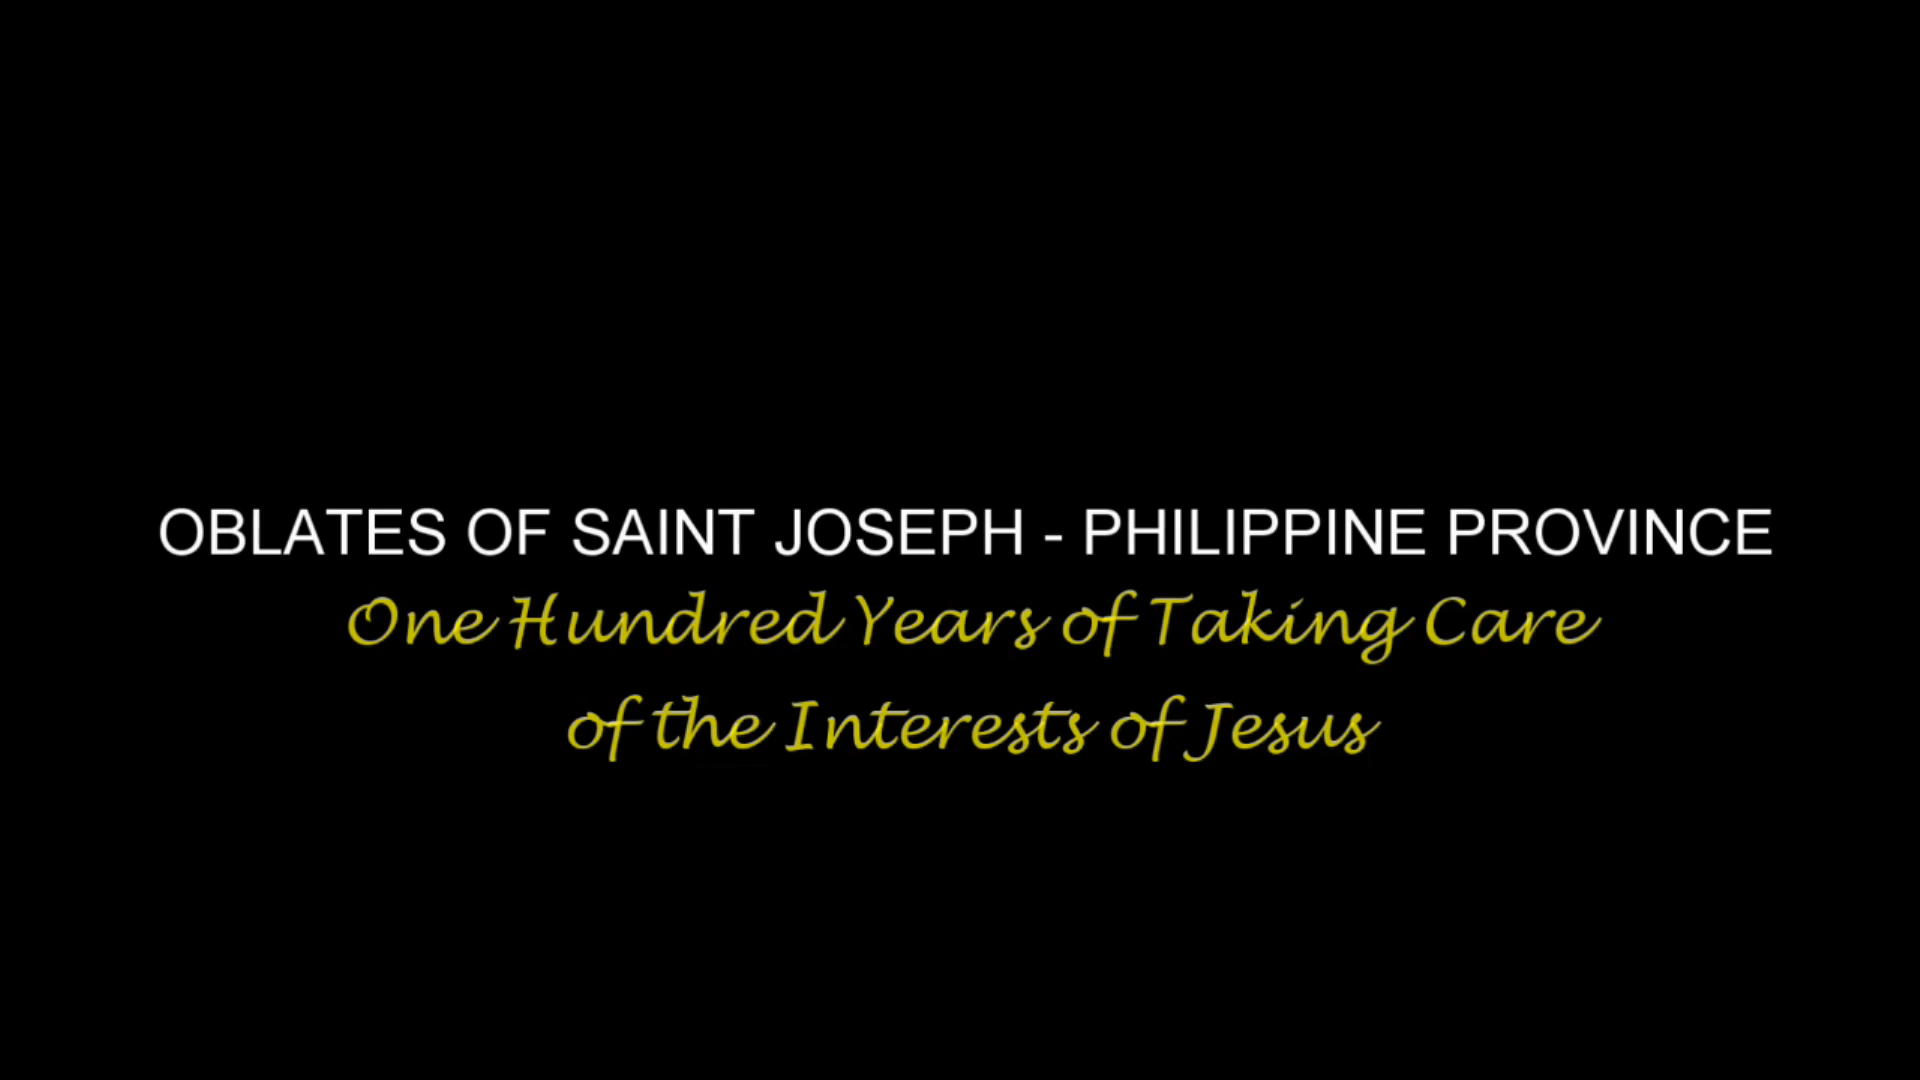 OBLATES OF SAINT JOSEPH - PHILIPPINE PROVINCE
One Hundred Years of Taking Care
of the Interests of Jesus